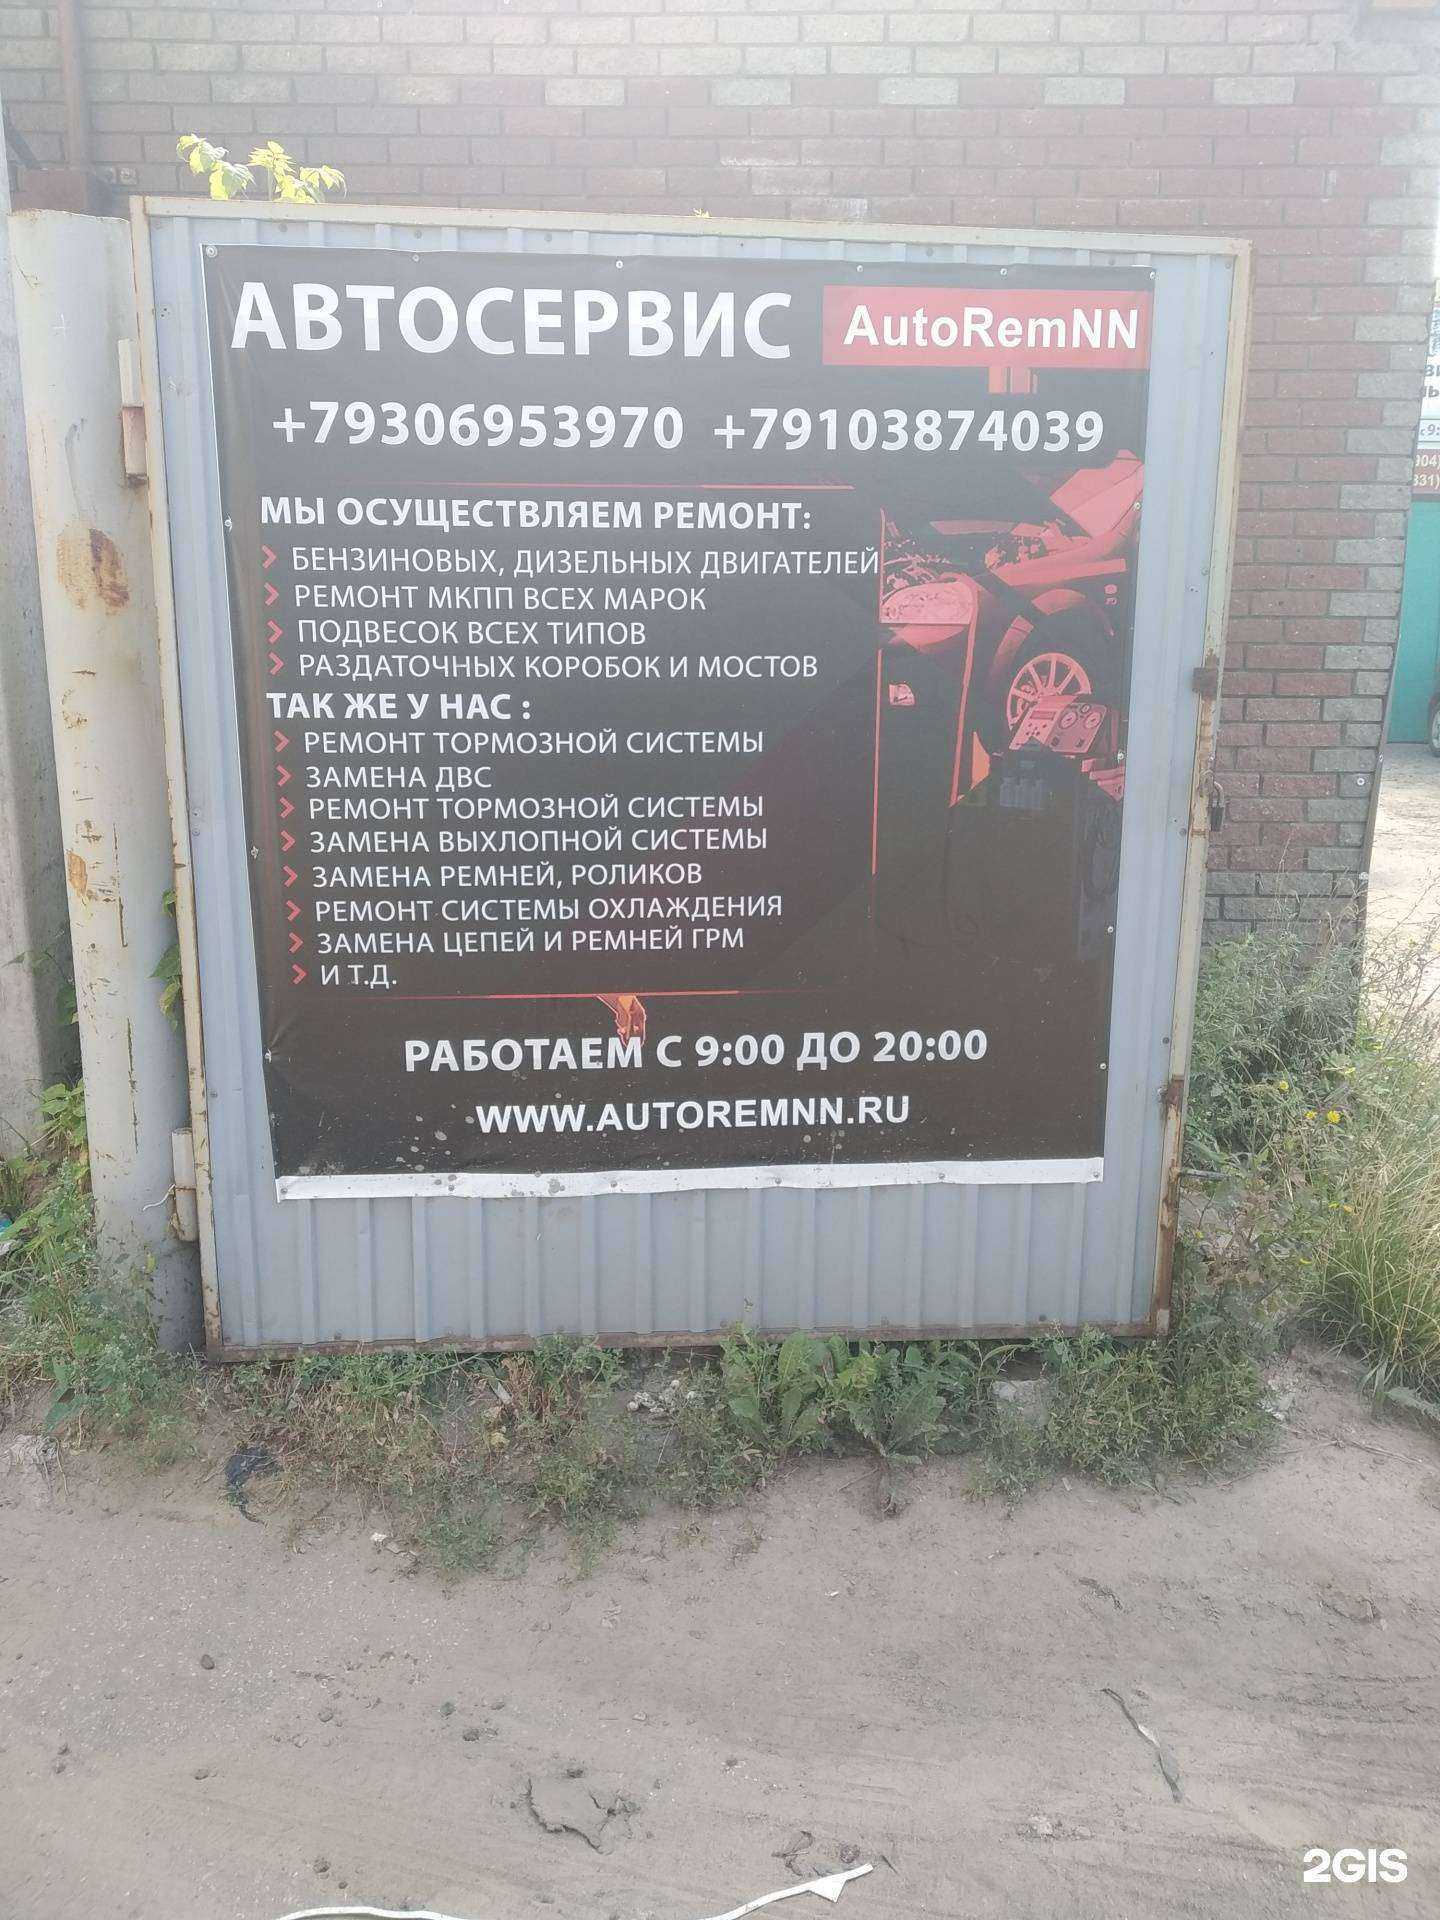 АВТОСЕРВИС AutoRemNN
+79306953970 +79103874039
МЫ ОСУЩЕСТВЛЯЕМ РЕМОНТ:
БЕНЗИНОВЫХ, ДИЗЕЛЬНЫХ ДВИГАТЕЛЕЙ
РЕМОНТ МКПП ВСЕХ МАРОК
ПОДВЕСОК ВСЕХ ТИПОВ
РАЗДАТОЧНЫХ КОРОБОК И МОСТОВ
ТАК ЖЕ У НАС :
РЕМОНТ ТОРМОЗНОЙ СИСТЕМЫ
ЗАМЕНА ДВС
РЕМОНТ ТОРМОЗНОЙ СИСТЕМЫ
ЗАМЕНА ВЫХЛОПНОЙ СИСТЕМЫ
ЗАМЕНА РЕМНЕЙ, РОЛИКОВ
РЕМОНТ СИСТЕМЫ ОХЛАЖДЕНИЯ
ЗАМЕНА ЦЕПЕЙ И РЕМНЕЙ ГРМ
И Т.Д.
РАБОТАЕМ С 9:00 ДО 20:00
WWW.AUTOREMNN.RU
2GIS